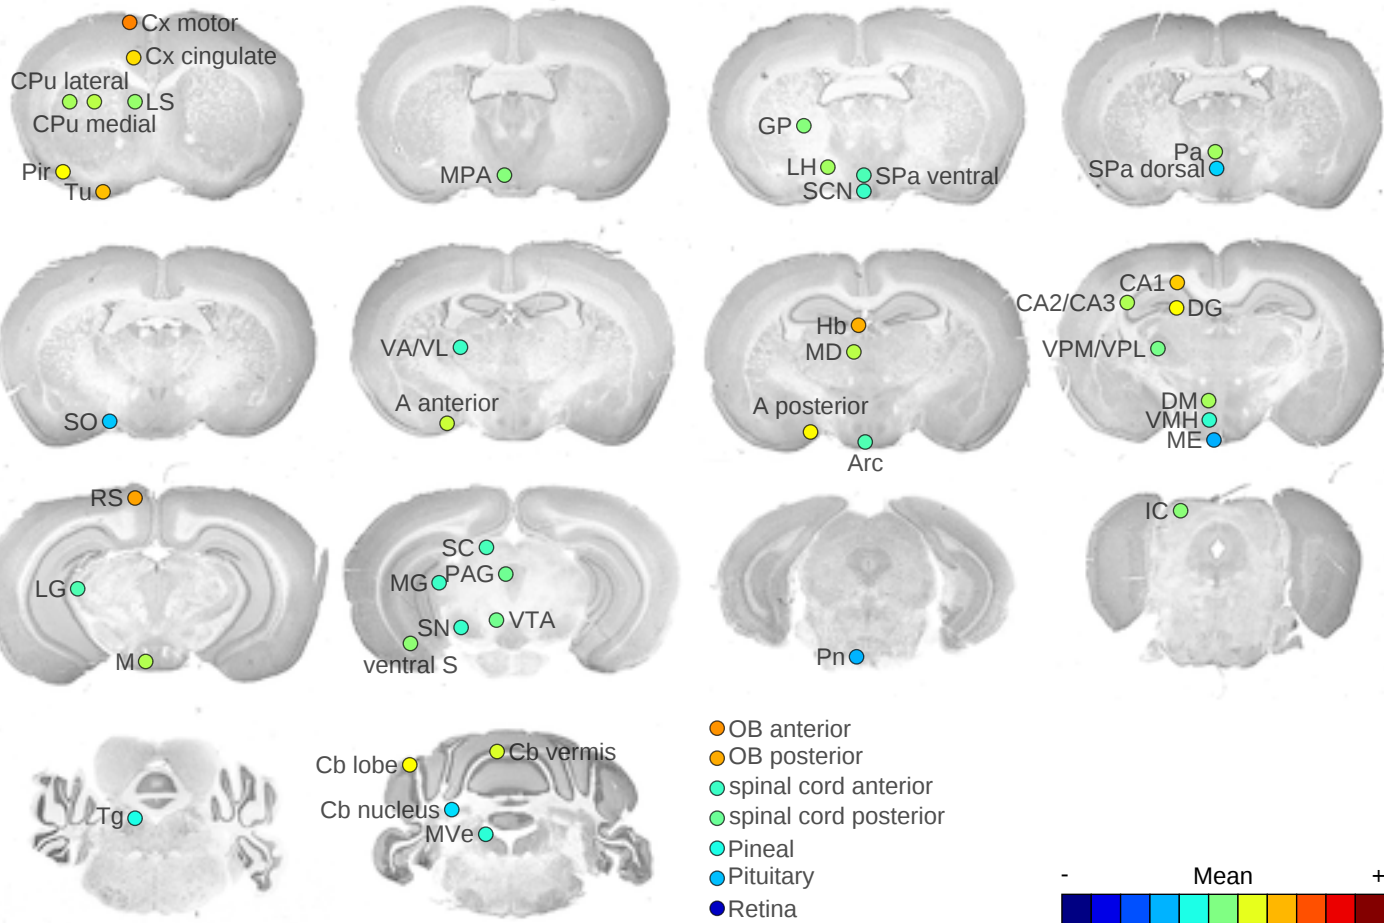 Cx motor
Cx cingulate
CPu lateral
LS
CPu medial
Pir
Tu
MPA
GP
LH
SPa ventral
SCN
Pa
SPa dorsal
SO
VA/VL
A anterior
Hb
MD
A posterior
Arc
CA1
CA2/CA3
DG
VPM/VPL
DM
VMH
ME
RS
LG
M
SC
MG
PAG
SN
VTA
ventral S
Pn
IC
Tg
Cb lobe
Cb vermis
Cb nucleus
MVe
OB anterior
OB posterior
spinal cord anterior
spinal cord posterior
Pineal
Pituitary
Retina
- Mean +